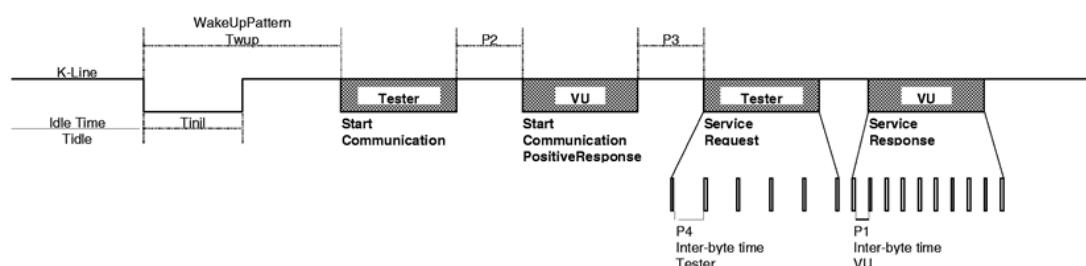 WakeUpPattern
Twup
P2
P3
K-Line
Tester
VU
Tester
VU
Idle Time
Tidle
Tinil
Start
Communication
Start
Communication
PositiveResponse
Service
Request
Service
Response
P4
Inter-byte time
Tester
P1
Inter-byte time
VU